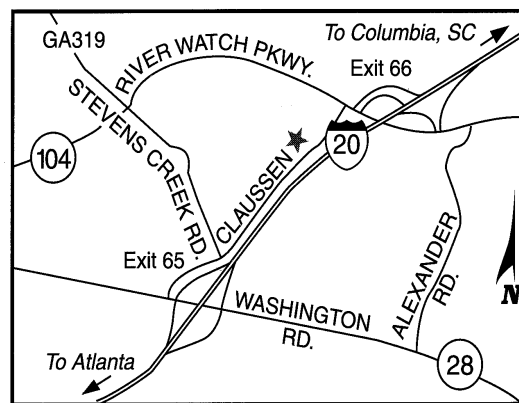 To Columbia, SC
GA319
RIVER WATCH PKWY.
Exit 66
STEVENS CREEK RD.
104
20
CLAUSSEN
Exit 65
ALEXANDER RD.
WASHINGTON
RD.
N
To Atlanta
28